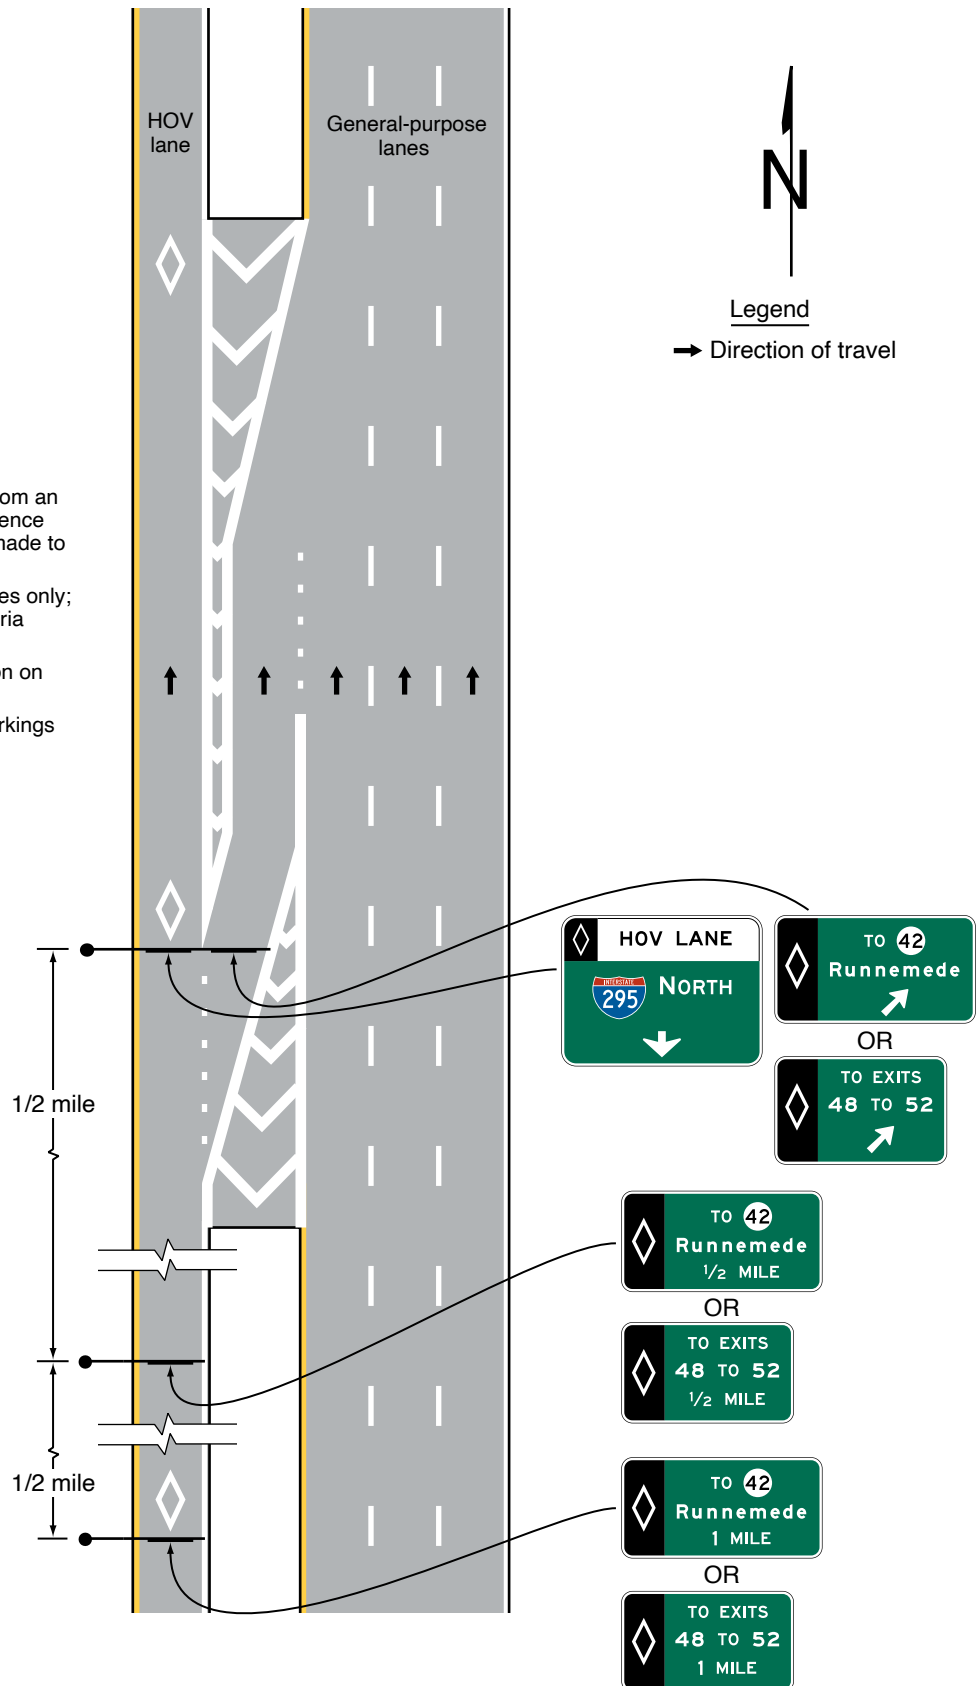 HOV
lane
General-purpose
lanes
N
Legend
Direction of travel
om an
ence
made to
es only;
ria
on on
rkings
HOV LANE
INTERSTATE
295
NORTH
TO 42
Runnemede
OR
TO EXITS
48 TO 52
1/2 mile
TO 42
Runnemede
1/2 MILE
OR
TO EXITS
48 TO 52
1/2 MILE
1/2 mile
TO 42
Runnemede
1 MILE
OR
TO EXITS
48 TO 52
1 MILE